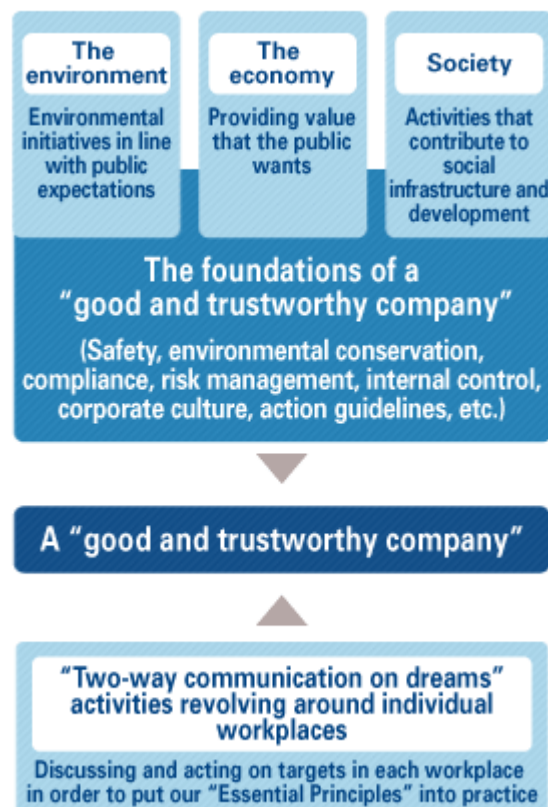 The
environment
Environmental
initiatives in line
with public
expectations
The
economy
Providing value
that the public
wants
Society
Activities that
contribute to
social
infrastructure and
development
The foundations of a
“good and trustworthy company”
(Safety, environmental conservation,
compliance, risk management, internal control,
corporate culture, action guidelines, etc.)
A “good and trustworthy company”
“Two-way communication on dreams”
activities revolving around individual
workplaces
Discussing and acting on targets in each workplace
in order to put our “Essential Principles” into practice